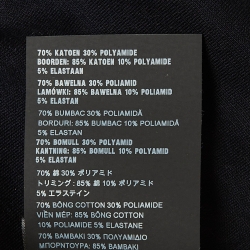 70% KATOEN 30% POLYAMIDE
BOORDEN: 85% KATOEN 10% POLYAMIDE
5% ELASTAAN
70% BAWEŁNA 30% POLIAMID
LAMÓWKI: 85% BAWEŁNA 10% POLIAMID
5% ELASTAN
70% BUMBAC 30% POLIAMIDĂ
BORDURI: 85% BUMBAC 10% POLIAMIDĂ
5% ELASTAN
70% BOMULL 30% POLYAMID
KANTNING: 85% BOMULL 10% POLYAMID
5% ELASTAN
70% 綿 30% ポリアミド
トリミング: 85% 綿 10% ポリアミド
5% エラステイン
70% BÔNG COTTON 30% POLYAMIDE
VIỀN MÉP: 85% BÔNG COTTON
10% POLYAMIDE 5% ELASTANE
70% ΒΑΜΒΑΚΙ 30% ΠΟΛΥΑΜΙΔΙΟ
ΜΠΟΡΝΤΟΥΡΑ: 85% ΒΑΜΒΑΚΙ